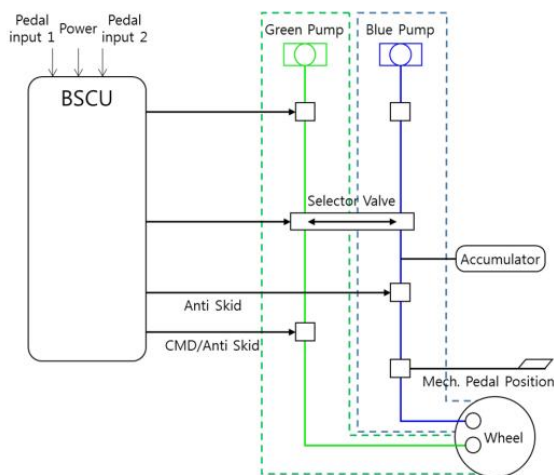 Pedal
input 1
Power
Pedal
input 2
BSCU
Green Pump
Blue Pump
Selector Valve
Accumulator
Anti Skid
CMD/Anti Skid
Mech. Pedal Position
Wheel